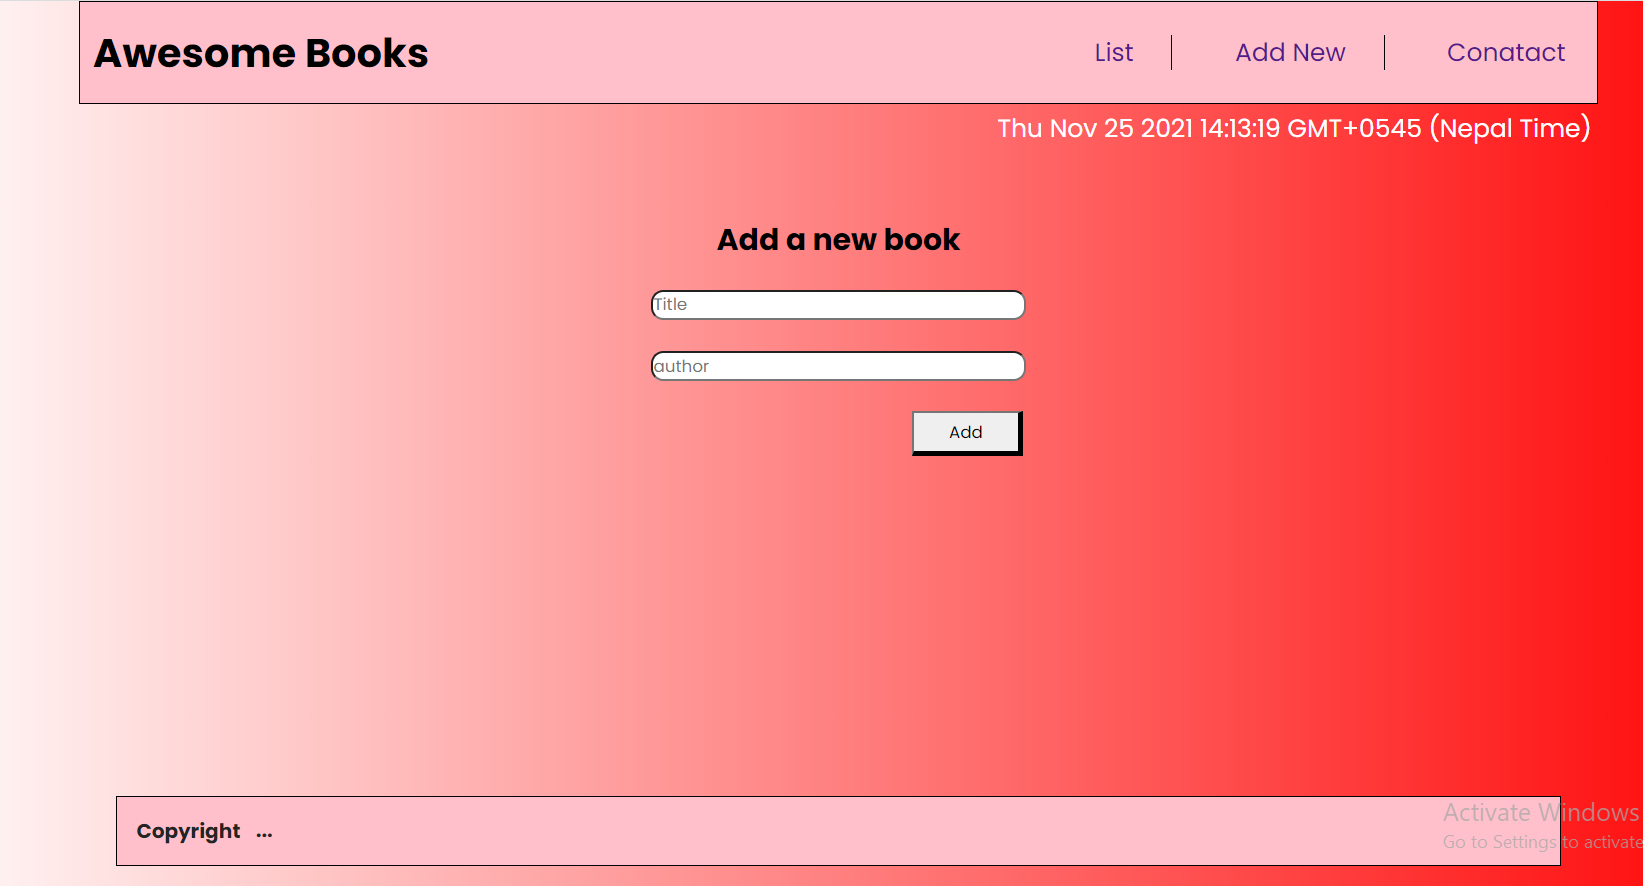 Awesome Books
List
Add New
Conatact
Thu Nov 25 2021 14:13:19 GMT+0545 (Nepal Time)
Add a new book
Title
author
Add
Copyright ...
Activate Windows
Go to Settings to activate